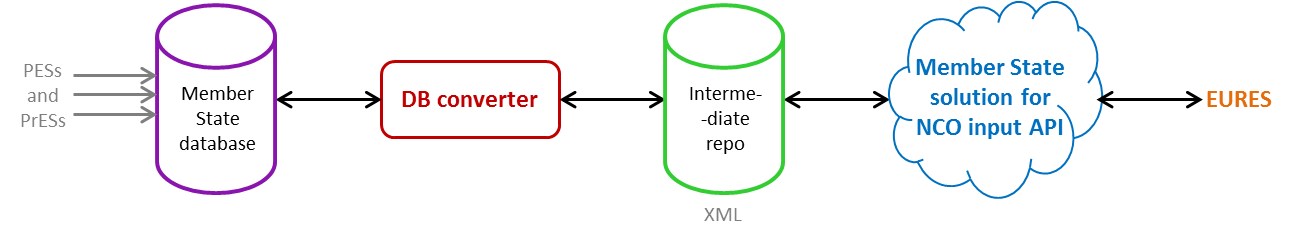 PESs
and
PrESs
Member
State
database
DB converter
Interme-
-diate
repo
XML
Member State
solution for
NCO input API
EURES